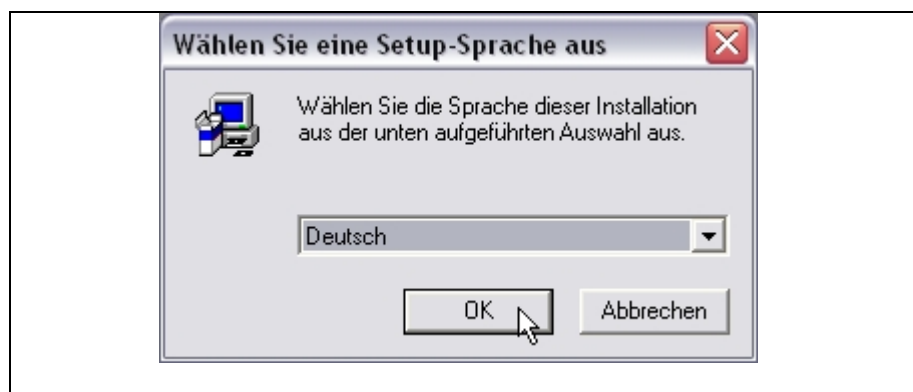 Wählen Sie eine Setup-Sprache aus
Wählen Sie die Sprache dieser Installation
aus der unten aufgeführten Auswahl aus.
Deutsch
OK
Abbrechen